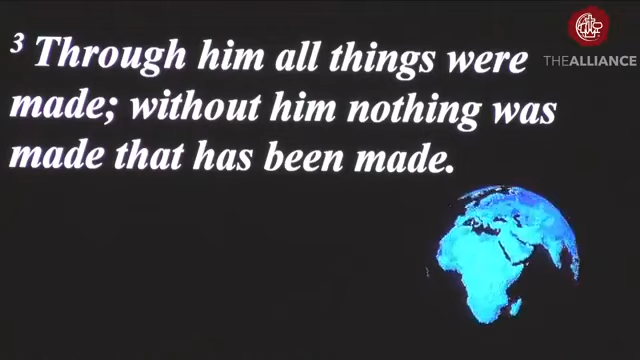 THEALLIANCE
3 Through him all things were
made; without him nothing was
made that has been made.